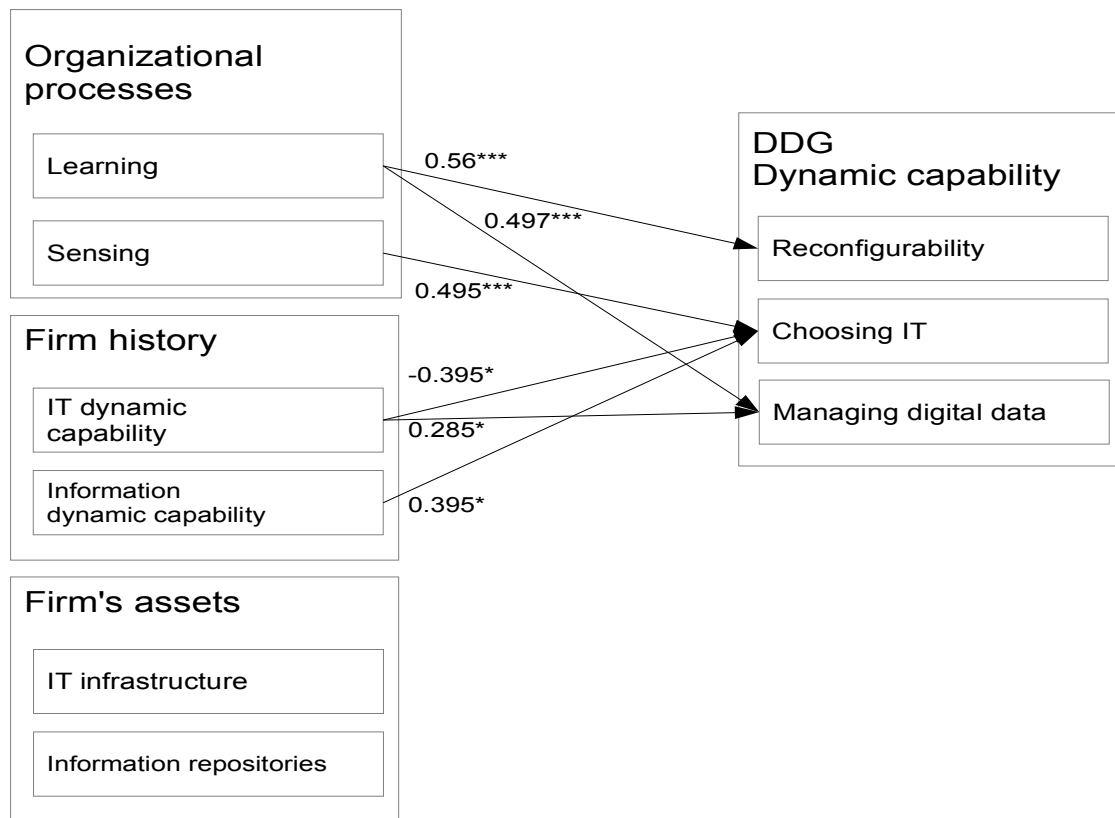 Organizational
processes
Learning
Sensing
Firm history
IT dynamic
capability
Information
dynamic capability
Firm's assets
IT infrastructure
Information repositories
0.56***
0.497***
0.495***
-0.395*
0.285*
0.395*
DDG
Dynamic capability
Reconfigurability
Choosing IT
Managing digital data